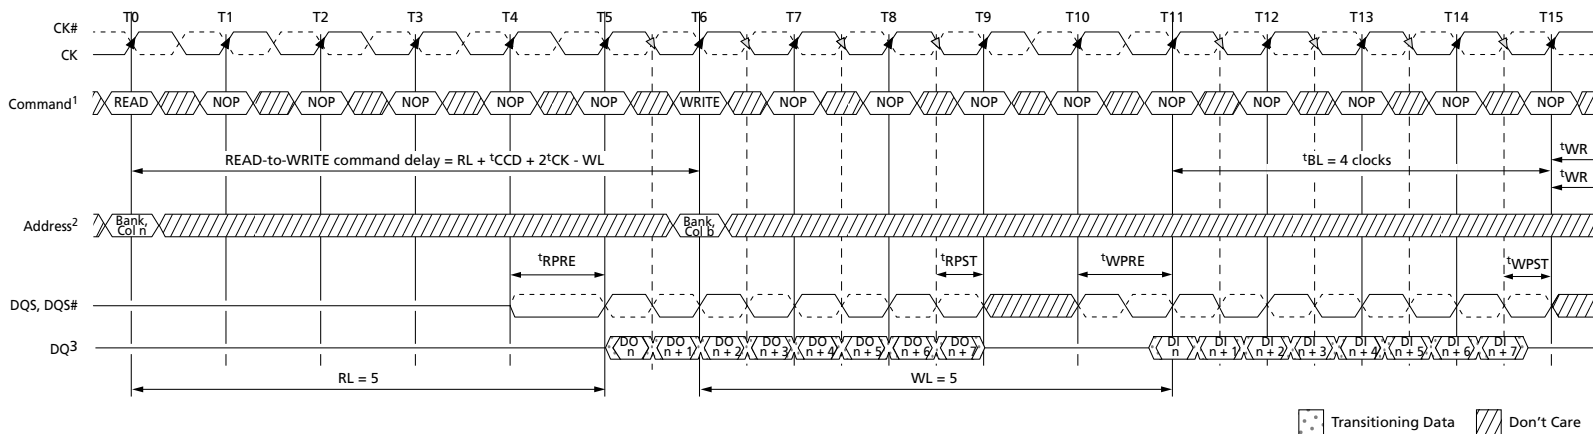 T0 T1 T2 T3 T4 T5 T6 T7 T8 T9 T10 T11 T12 T13 T14 T15
CK#
CK
Command1 READ NOP NOP NOP NOP NOP WRITE NOP NOP NOP NOP NOP NOP NOP NOP NOP
READ-to-WRITE command delay = RL + tCCD + 2tCK - WL
tBL = 4 clocks
tWR
tWR
Address2
Bank,
Col n
Bank,
Col b
tRPRE tRPST tWPRE tWPST
DQS, DQS#
DQ3
DO
n
DO
n + 1
DO
n + 2
DO
n + 3
DO
n + 4
DO
n + 5
DO
n + 6
DO
n + 7
DI
n
DI
n + 1
DI
n + 2
DI
n + 3
DI
n + 4
DI
n + 5
DI
n + 6
DI
n + 7
RL = 5 WL = 5
Transitioning Data Don't Care